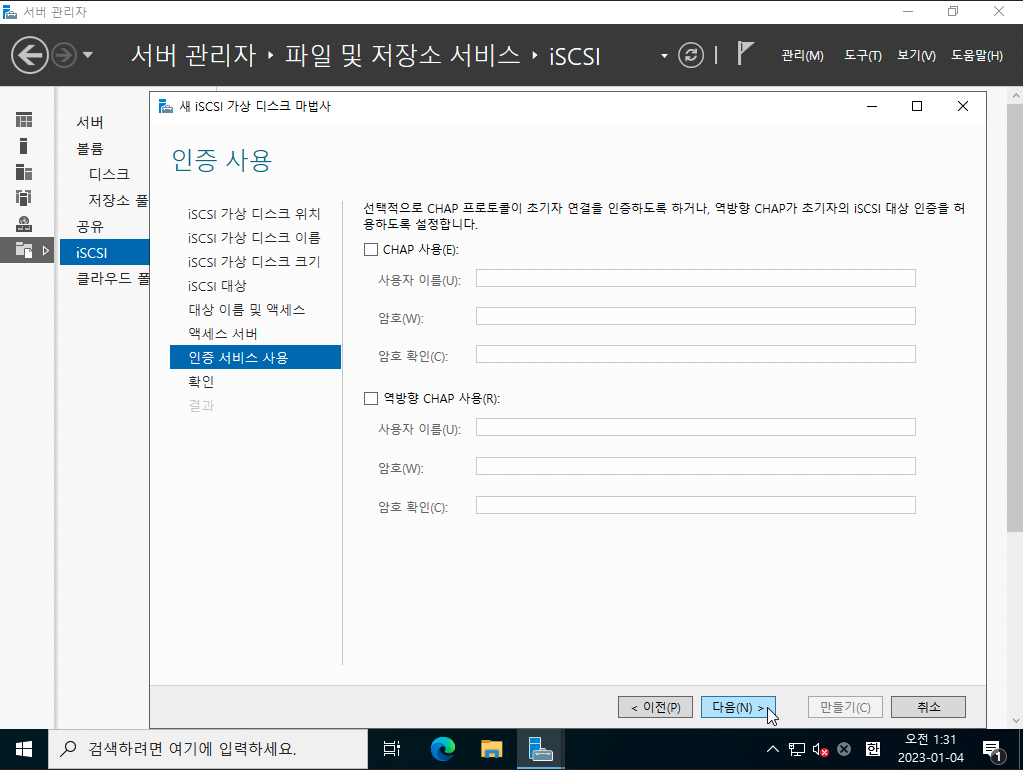 서버 관리자
서버 관리자 ‣ 파일 및 저장소 서비스 ‣ iSCSI
관리(M) 도구(T) 보기(V) 도움말(H)
서버
볼륨
디스크
저장소 풀
공유
iSCSI
클라우드 폴
새 iSCSI 가상 디스크 마법사
인증 사용
iSCSI 가상 디스크 위치
iSCSI 가상 디스크 이름
iSCSI 가상 디스크 크기
iSCSI 대상
대상 이름 및 액세스
액세스 서버
인증 서비스 사용
확인
결과
선택적으로 CHAP 프로토콜이 초기자 연결을 인증하도록 하거나, 역방향 CHAP가 초기자의 iSCSI 대상 인증을 허
용하도록 설정합니다.
CHAP 사용(E):
사용자 이름(U):
암호(W):
암호 확인(C):
역방향 CHAP 사용(R):
사용자 이름(U):
암호(W):
암호 확인(C):
< 이전(P) 다음(N) > 만들기(C) 취소
검색하려면 여기에 입력하세요.
한
오전 1:31
2023-01-04
1